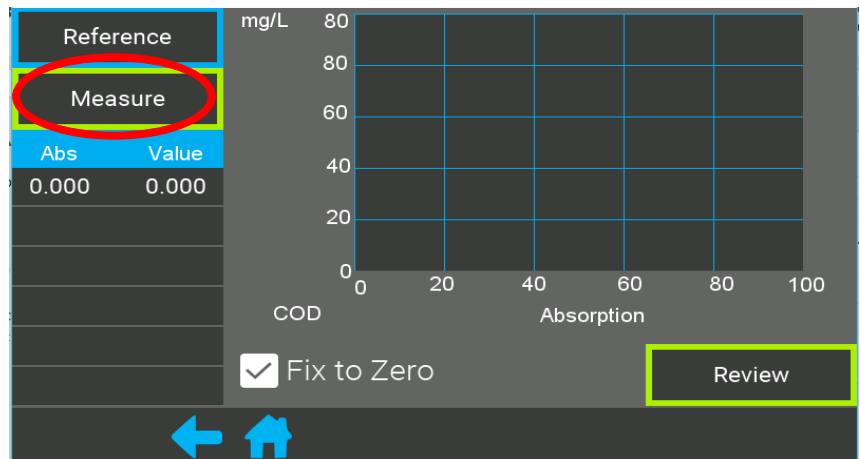 Reference
Measure
Abs Value
0.000 0.000
mg/L 80
80
60
40
20
0
0 20 40 60 80 100
COD Absorption
Fix to Zero
Review